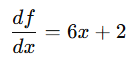 df/dx = 6x + 2